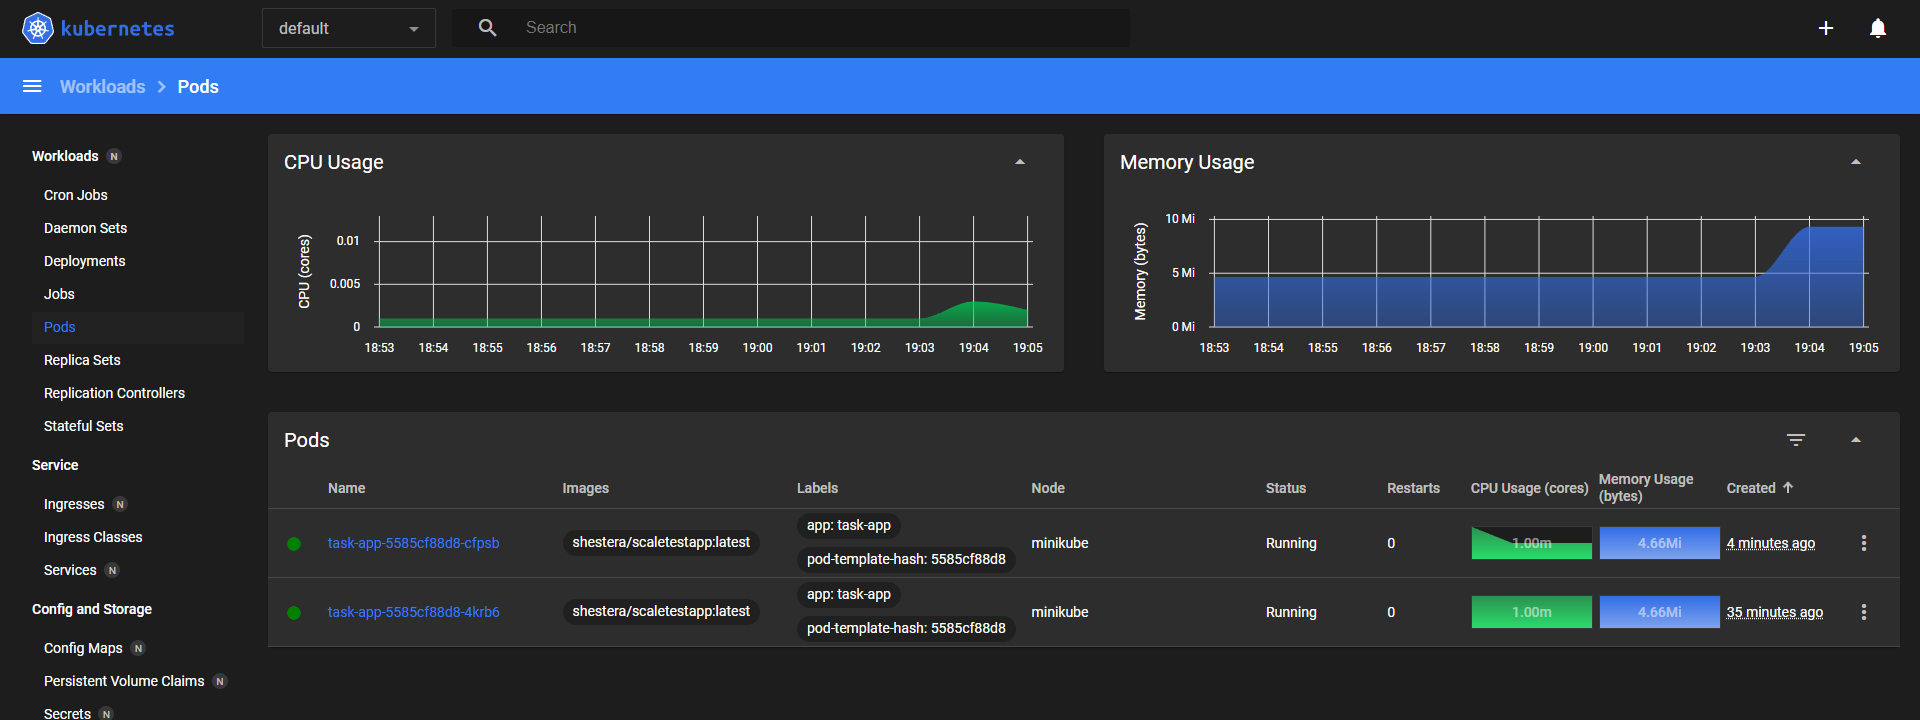 kubernetes
default
Search
Workloads > Pods
Workloads N
Cron Jobs
Daemon Sets
Deployments
Jobs
Pods
Replica Sets
Replication Controllers
Stateful Sets
Service
Ingresses N
Ingress Classes
Services N
Config and Storage
Config Maps N
Persistent Volume Claims N
Secrets N
CPU Usage
CPU (cores)
0.01
0.005
0
18:53 18:54 18:55 18:56 18:57 18:58 18:59 19:00 19:01 19:02 19:03 19:04 19:05
Memory Usage
Memory (bytes)
10 Mi
5 Mi
0 Mi
18:53 18:54 18:55 18:56 18:57 18:58 18:59 19:00 19:01 19:02 19:03 19:04 19:05
Pods
Name Images Labels Node Status Restarts CPU Usage (cores) Memory Usage (bytes) Created
task-app-5585cf88d8-cfpsb shestera/scaletestapp:latest app: task-app pod-template-hash: 5585cf88d8 minikube Running 0 1.00m 4.66Mi 4 minutes ago
task-app-5585cf88d8-4krb6 shestera/scaletestapp:latest app: task-app pod-template-hash: 5585cf88d8 minikube Running 0 1.00m 4.66Mi 35 minutes ago